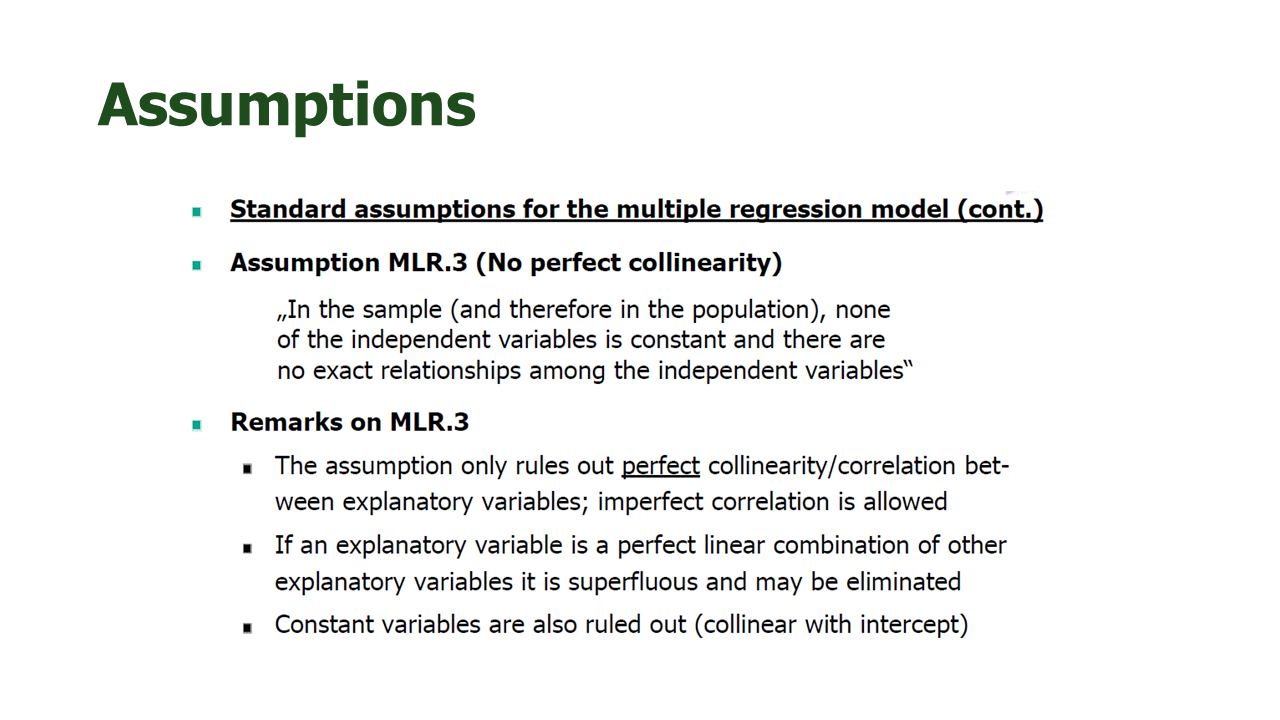 Assumptions
Standard assumptions for the multiple regression model (cont.)
Assumption MLR.3 (No perfect collinearity)
„In the sample (and therefore in the population), none
of the independent variables is constant and there are
no exact relationships among the independent variables“
Remarks on MLR.3
The assumption only rules out perfect collinearity/correlation bet-
ween explanatory variables; imperfect correlation is allowed
If an explanatory variable is a perfect linear combination of other
explanatory variables it is superfluous and may be eliminated
Constant variables are also ruled out (collinear with intercept)